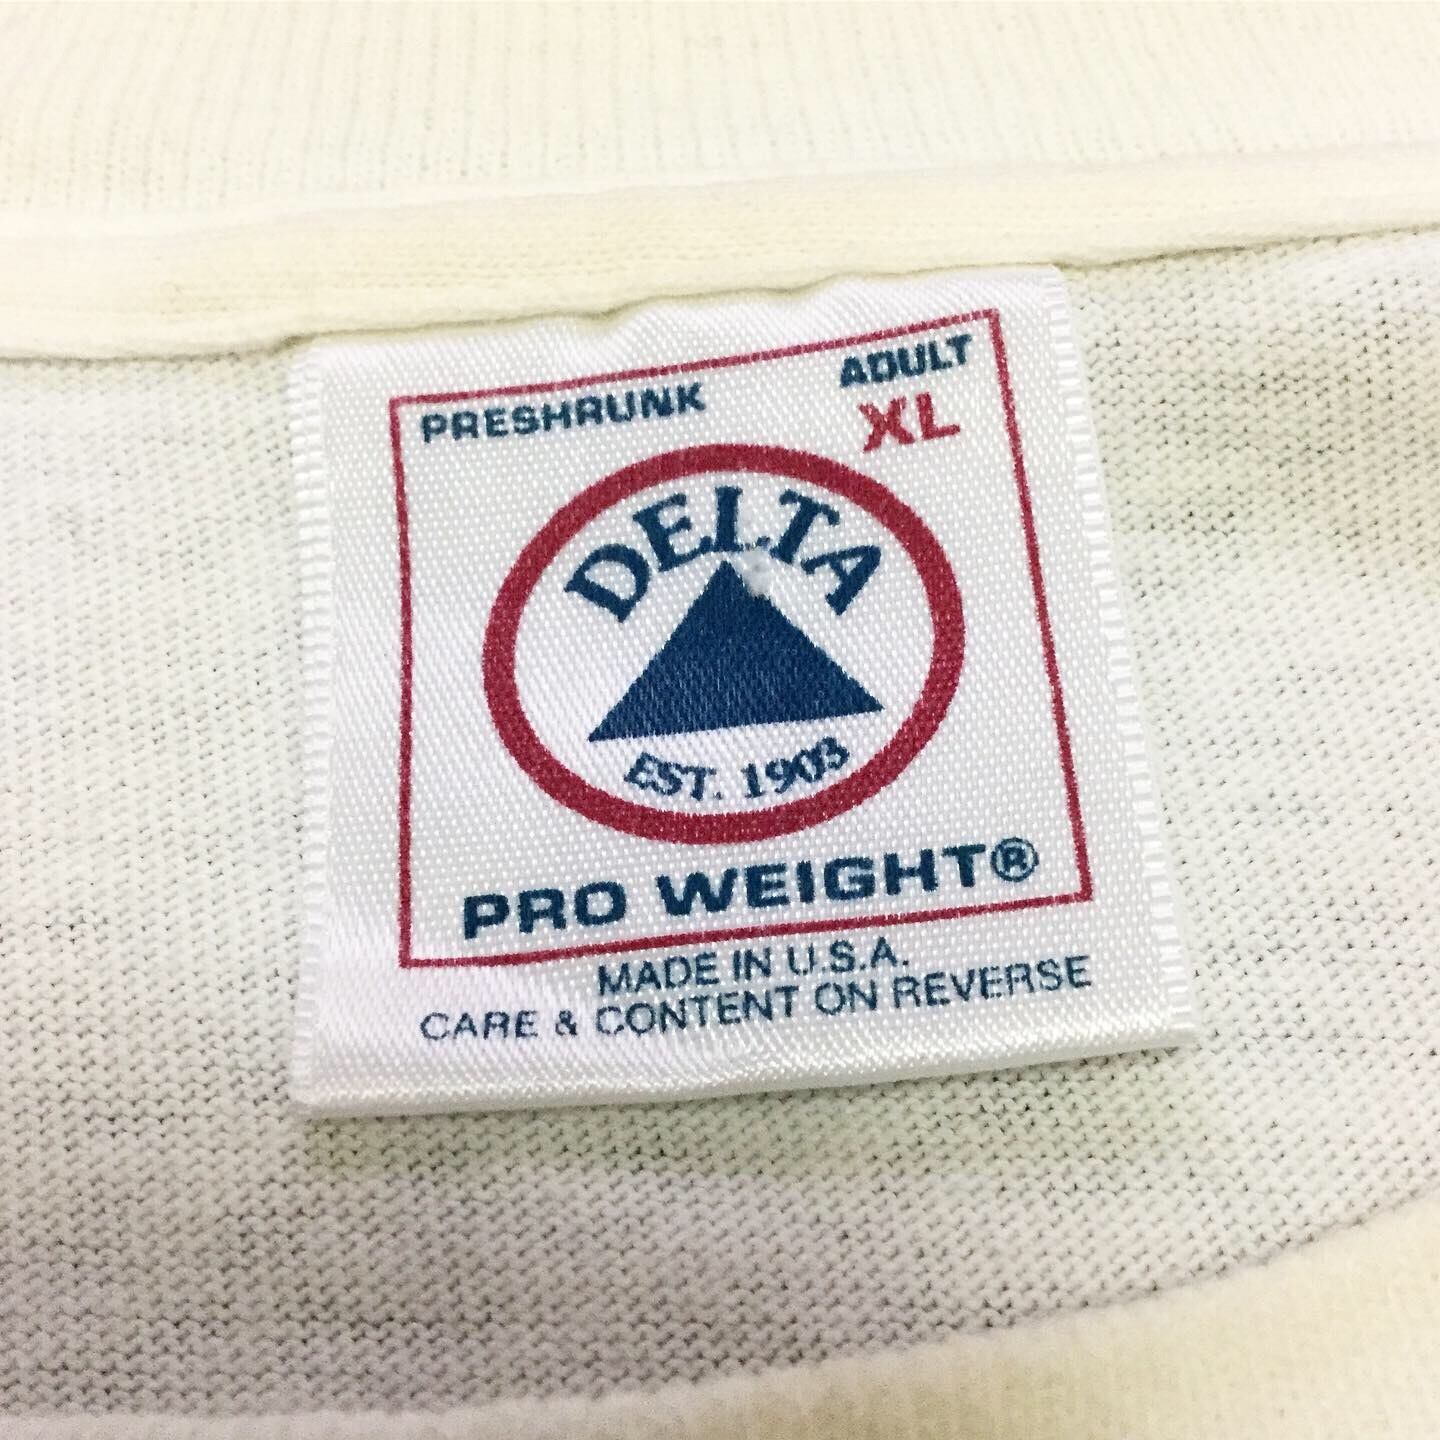 PRESHRUNK
ADULT
XL
DELTA
EST. 1903
PRO WEIGHT®
MADE IN U.S.A.
CARE & CONTENT ON REVERSE